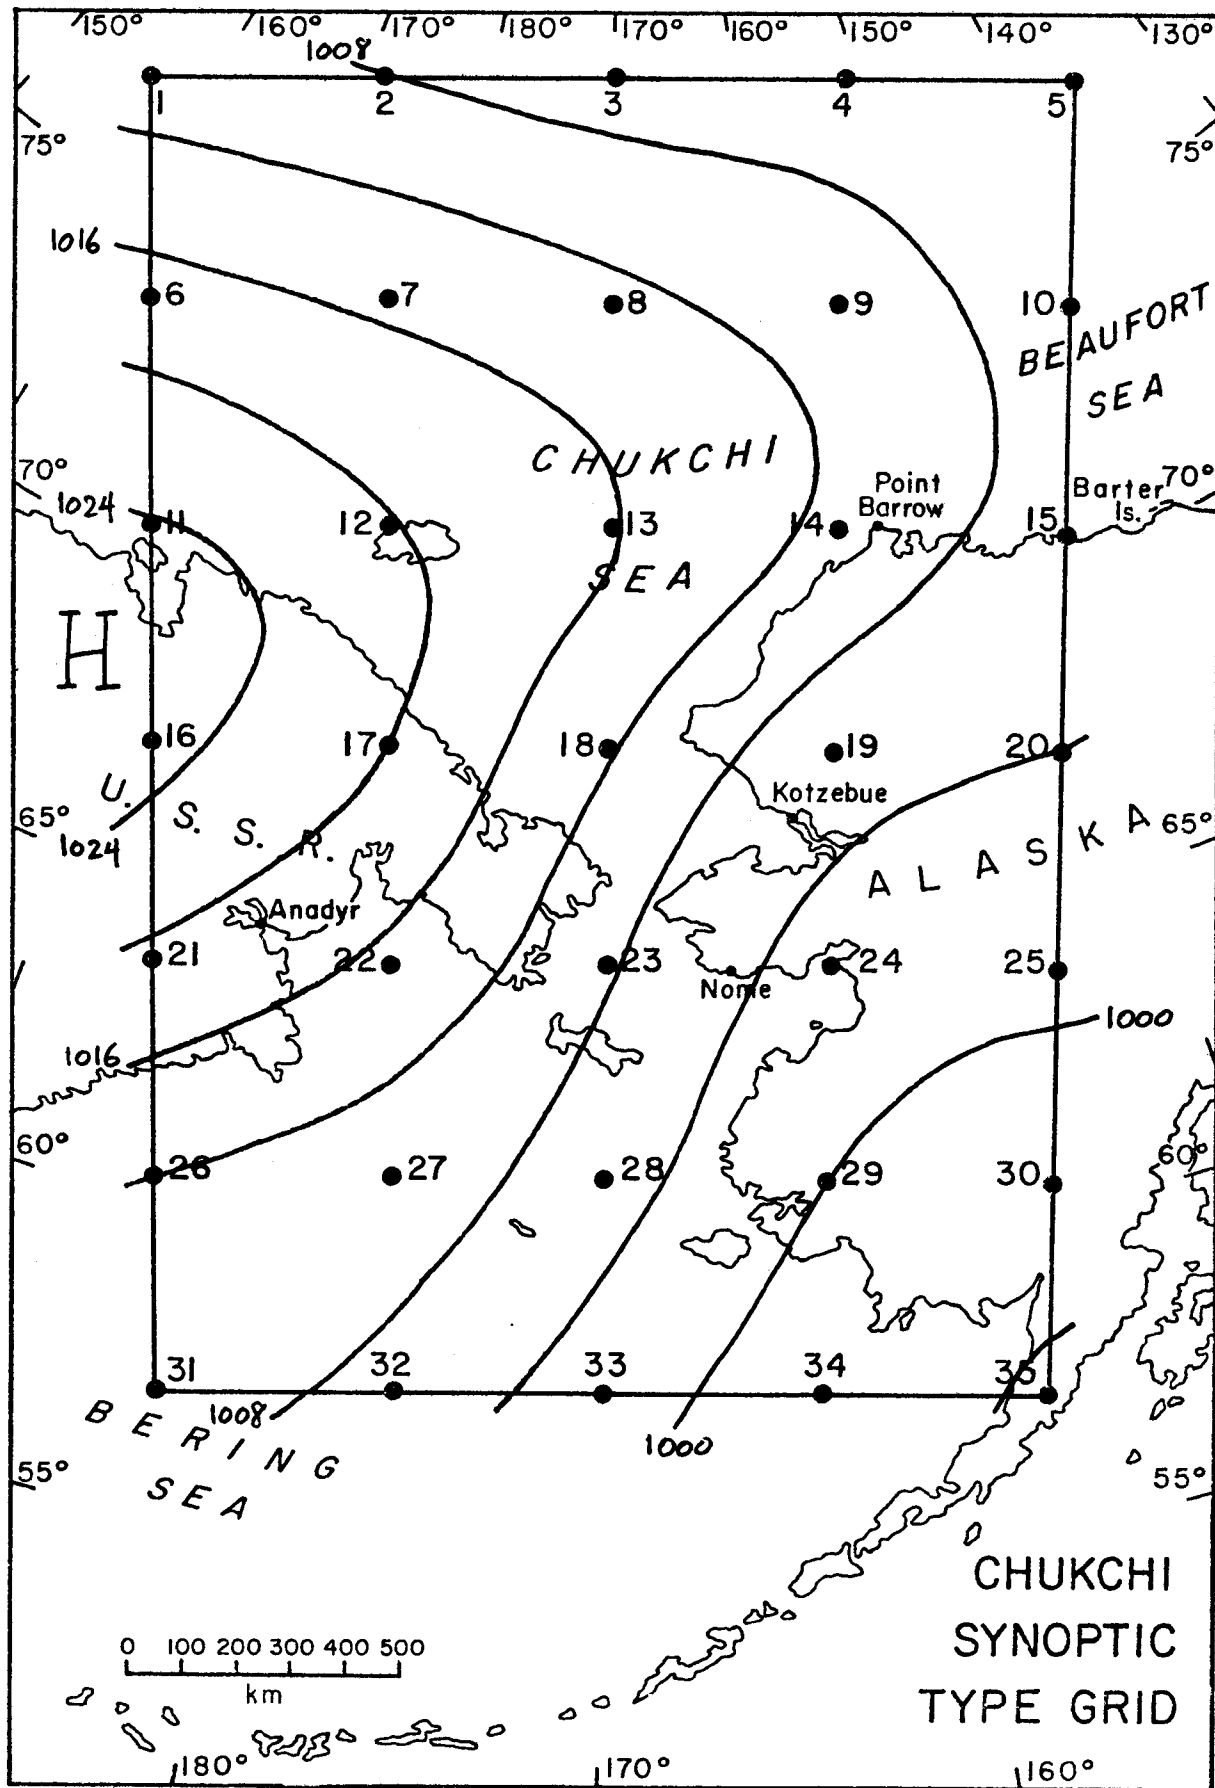 150° 160° 170° 180° 170° 160° 150° 140° 130°
1008
1 2 3 4 5
75° 75°
1016
6 7 8 9 10
BEAUFORT
SEA
CHUKCHI
70° 70°
Point
Barrow
Barter
Is.
1024
11 12 13 14 15
SEA
H
16 17 18 19 20
Kotzebue
U. S. S. R.
65° 65°
1024
ALASKA
Anadyr
21 22 23 24 25
Nome
1016 1000
60° 60°
26 27 28 29 30
31 32 33 34 35
1008
1000
BERING
SEA
55° 55°
CHUKCHI
SYNOPTIC
TYPE GRID
0 100 200 300 400 500
km
180° 170° 160°